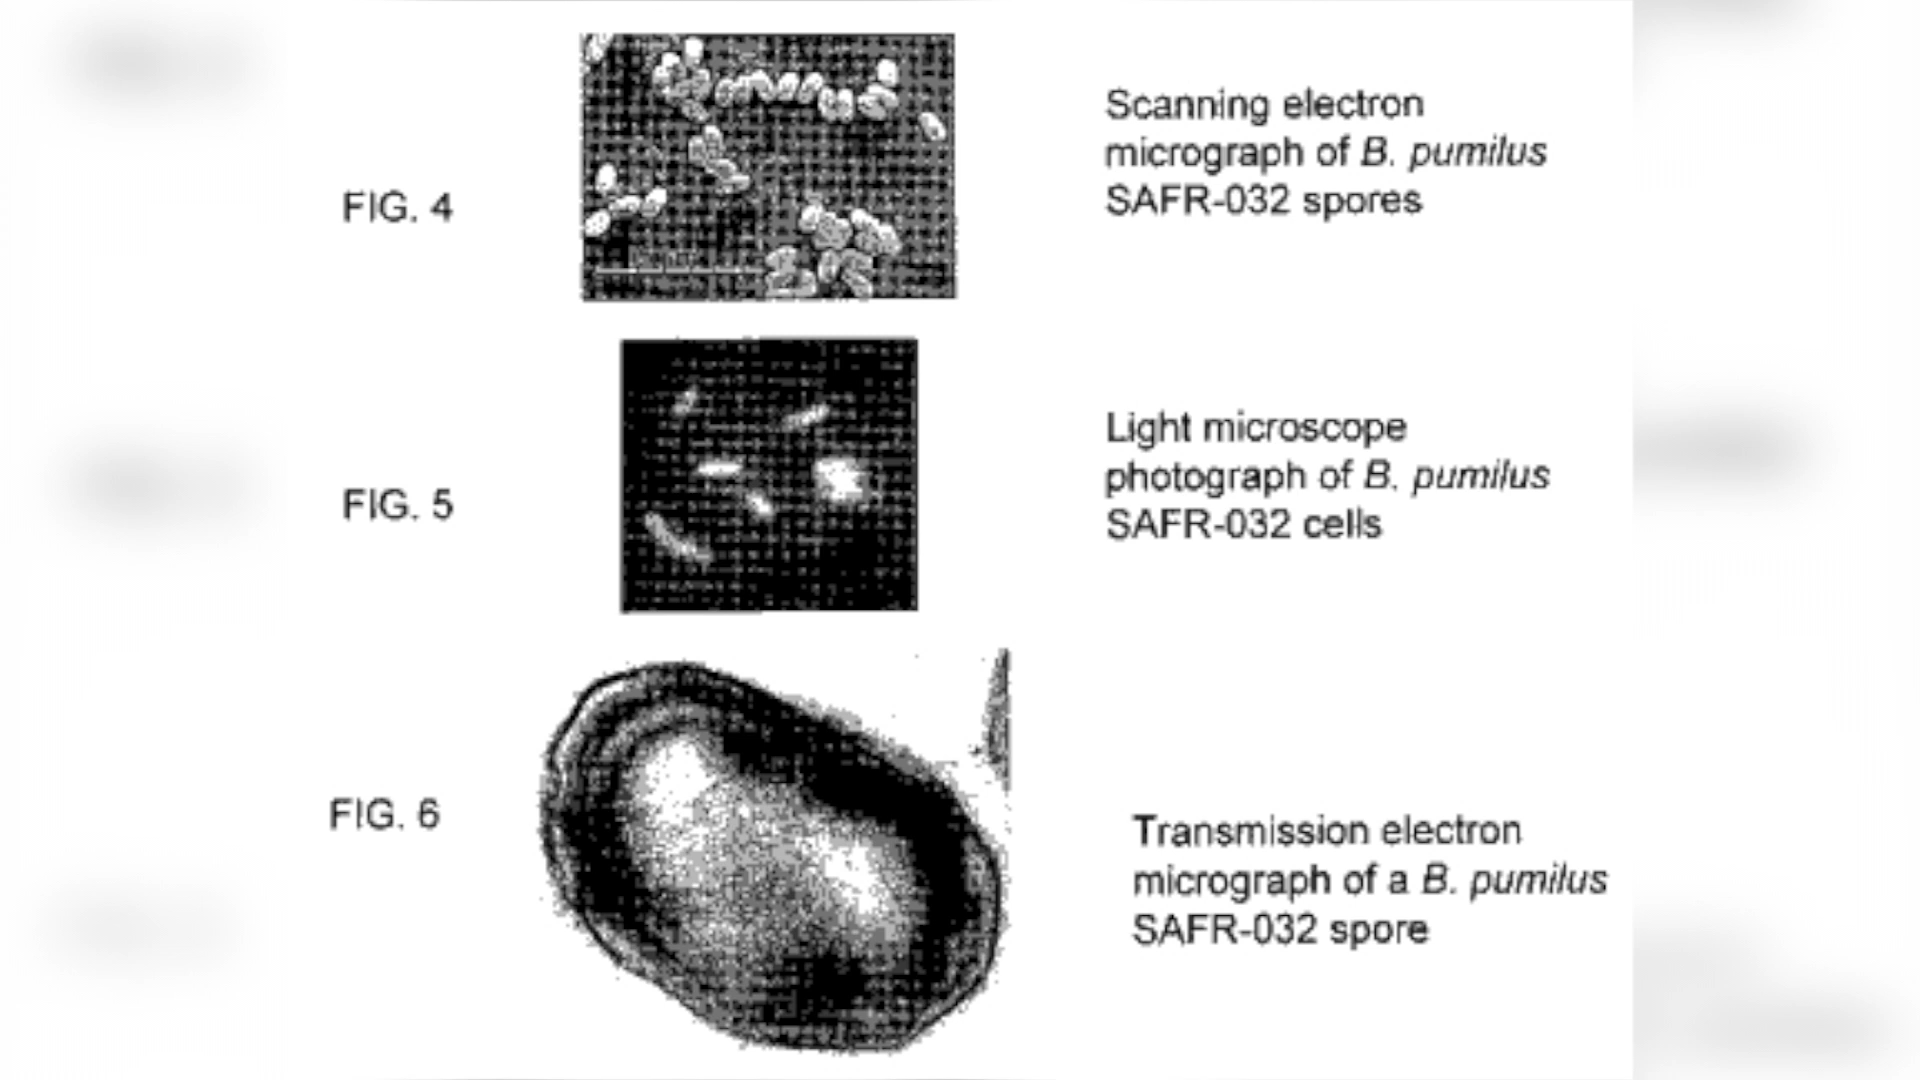 FIG. 4
Scanning electron
micrograph of B. pumilus
SAFR-032 spores
FIG. 5
Light microscope
photograph of B. pumilus
SAFR-032 cells
FIG. 6
Transmission electron
micrograph of a B. pumilus
SAFR-032 spore